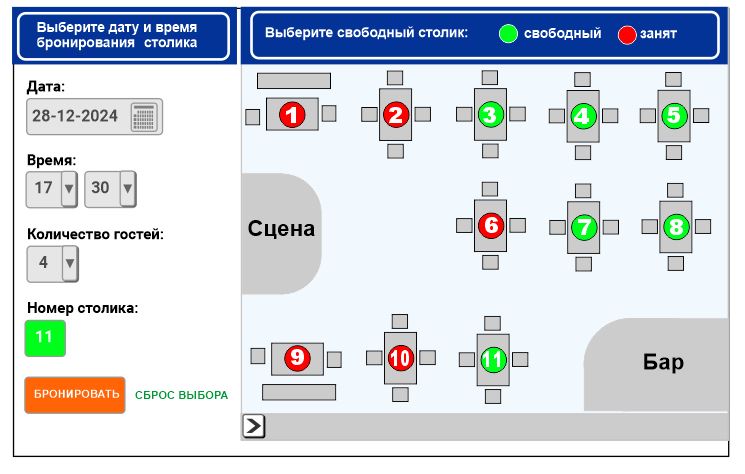 Выберите дату и время
бронирования столика
Выберите свободный столик: свободный занят
Дата:
28-12-2024
Время:
17 30
Количество гостей:
4
Номер столика:
11
БРОНИРОВАТЬ СБРОС ВЫБОРА
1 2 3 4 5
Сцена 6 7 8
9 10 11 Бар